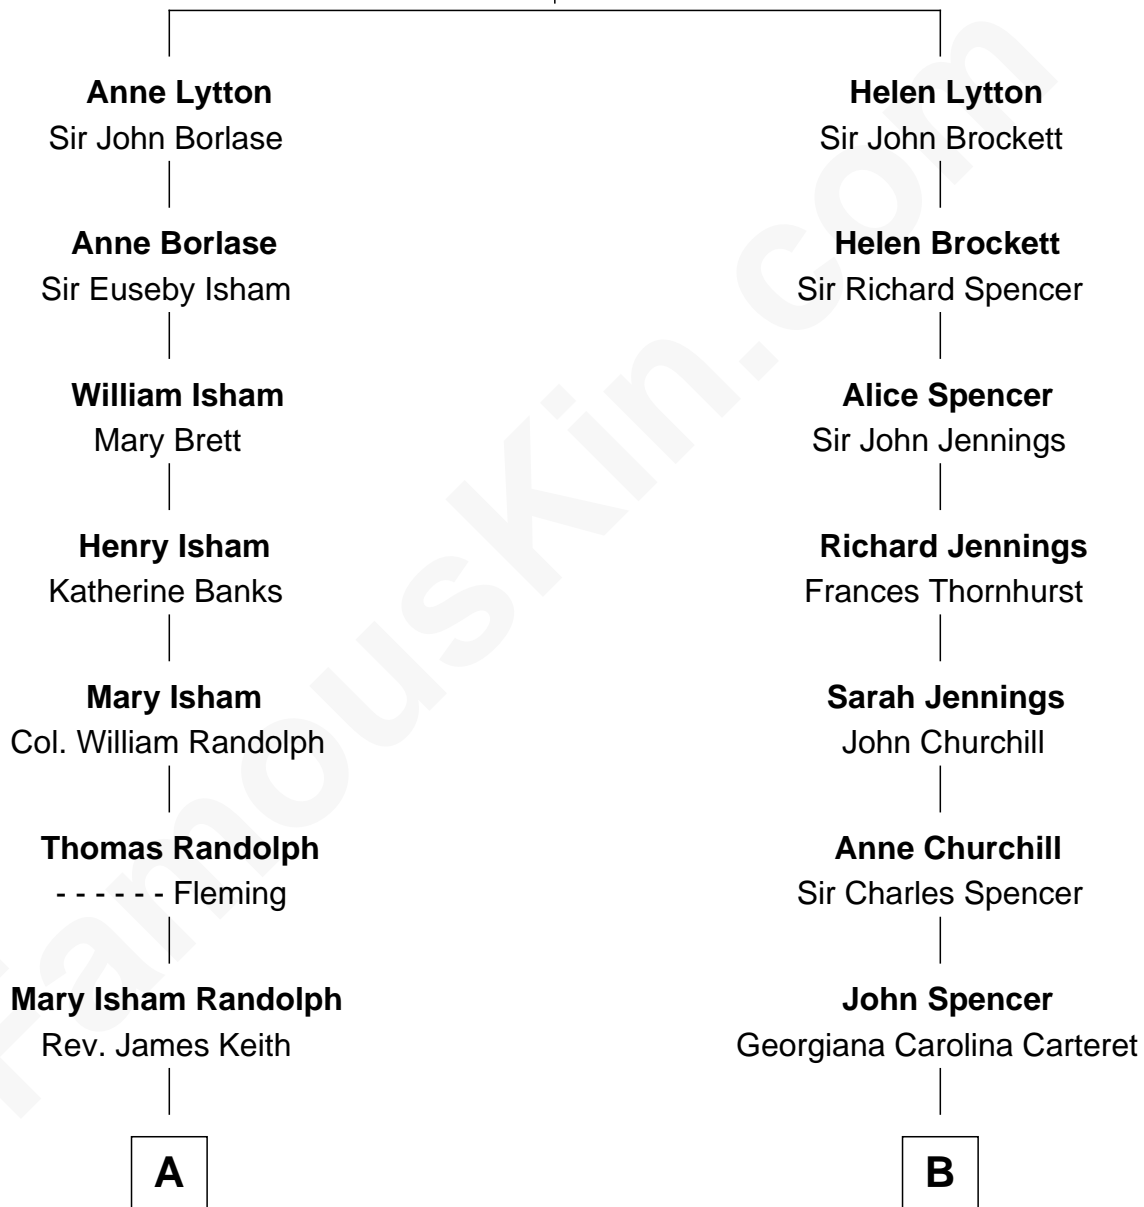 Anne Lytton
Sir John Borlase
Anne Borlase
Sir Euseby Isham
William Isham
Mary Brett
Henry Isham
Katherine Banks
Mary Isham
Col. William Randolph
Thomas Randolph
- - - - - - Fleming
Mary Isham Randolph
Rev. James Keith
A
Helen Lytton
Sir John Brockett
Helen Brockett
Sir Richard Spencer
Alice Spencer
Sir John Jennings
Richard Jennings
Frances Thornhurst
Sarah Jennings
John Churchill
Anne Churchill
Sir Charles Spencer
John Spencer
Georgiana Carolina Carteret
B
FamousKin.com